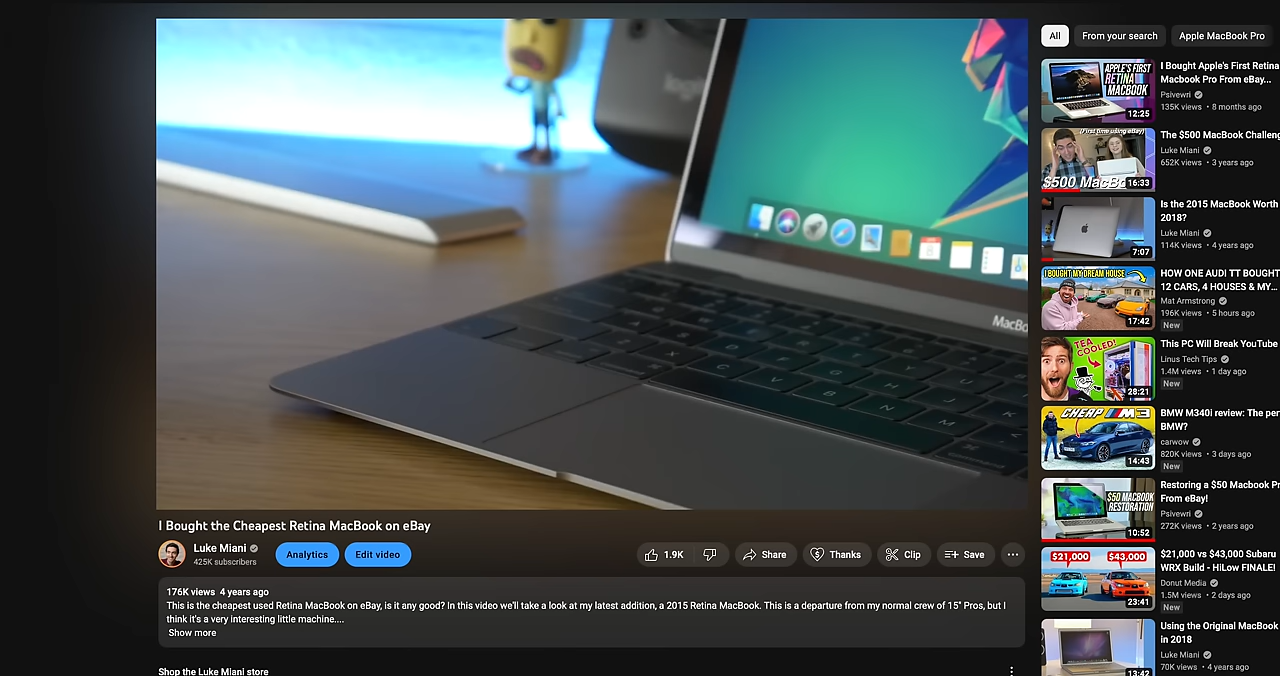 logi
MacBo
I Bought the Cheapest Retina MacBook on eBay
Luke Miani
425K subscribers
Analytics
Edit video
1.9K
Share
Thanks
Clip
Save
176K views 4 years ago
This is the cheapest used Retina MacBook on eBay, is it any good? In this video we'll take a look at my latest addition, a 2015 Retina MacBook. This is a departure from my normal crew of 15" Pros, but I
think it's a very interesting little machine....
Show more
Shop the Luke Miani store
All
From your search
Apple MacBook Pro
APPLE'S FIRST
RETINA
MACBOOK
12:25
I Bought Apple's First Retina
Macbook Pro From eBay...
Psivewri
135K views • 8 months ago
(First time using eBay)
$500 MacB
16:33
The $500 MacBook Challeng
Luke Miani
652K views • 3 years ago
7:07
Is the 2015 MacBook Worth
2018?
Luke Miani
114K views • 4 years ago
I BOUGHT MY DREAM HOUSE
17:42
HOW ONE AUDI TT BOUGHT
12 CARS, 4 HOUSES & MY...
Mat Armstrong
196K views • 5 hours ago
New
TEA
COOLED!
28:21
This PC Will Break YouTube
Linus Tech Tips
1.4M views • 1 day ago
New
CHEAP M3
14:43
BMW M340i review: The per
BMW?
carwow
820K views • 3 days ago
New
$50 MACBOOK
RESTORATION
10:52
Restoring a $50 Macbook Pr
From eBay!
Psivewri
272K views • 2 years ago
$21,000
$43,000
23:41
$21,000 vs $43,000 Subaru
WRX Build - HiLow FINALE!
Donut Media
1.5M views • 2 days ago
New
13:42
Using the Original MacBook
in 2018
Luke Miani
70K views • 4 years ago